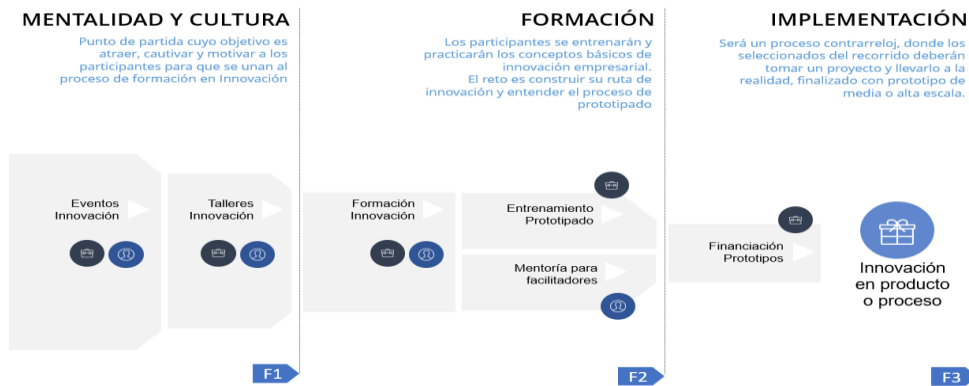 MENTALIDAD Y CULTURA
Punto de partida cuyo objetivo es
atraer, cautivar y motivar a los
participantes para que se unan al
proceso de formación en Innovación
FORMACIÓN
Los participantes se entrenarán y
practicarán los conceptos básicos de
innovación empresarial.
El reto es construir su ruta de
innovación y entender el proceso de
prototipado
IMPLEMENTACIÓN
Será un proceso contrarreloj, donde los
seleccionados del recorrido deberán
tomar un proyecto y llevarlo a la
realidad, finalizado con prototipo de
media o alta escala.
Eventos
Innovación
Talleres
Innovación
Formación
Innovación
Entrenamiento
Prototipado
Mentoría para
facilitadores
Financiación
Prototipos
Innovación
en producto
o proceso
F1
F2
F3